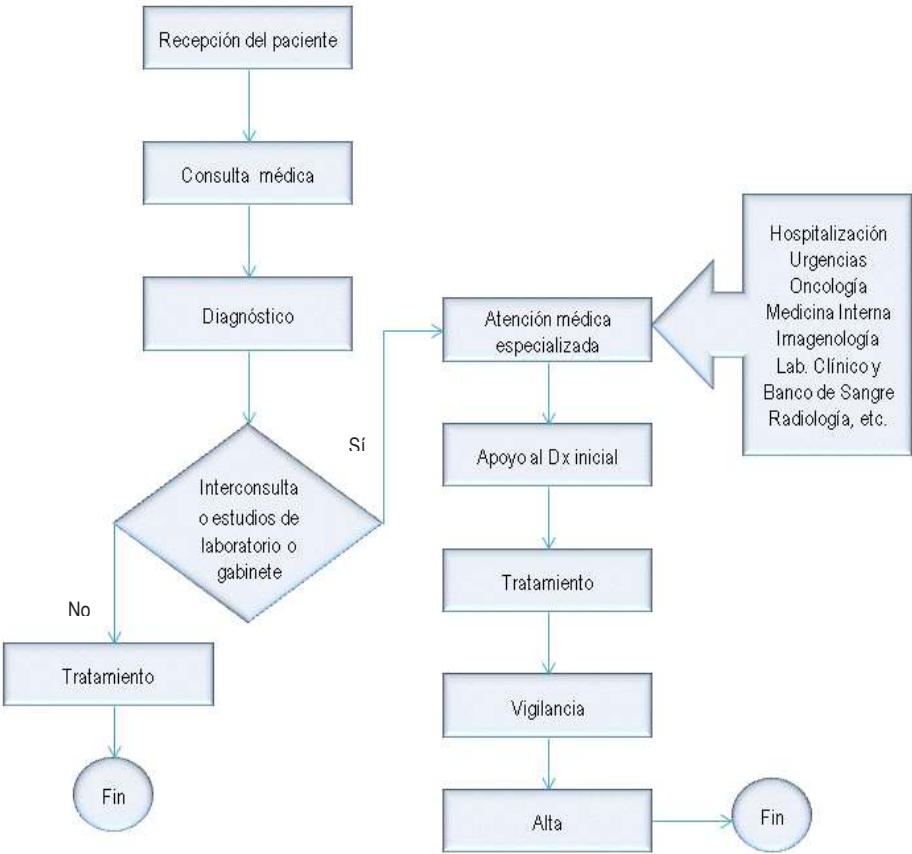 Recepción del paciente
Consulta médica
Diagnóstico
Interconsulta
o estudios de
laboratorio o
gabinete
No
Tratamiento
Fin
Sí
Atención médica
especializada
Hospitalización
Urgencias
Oncología
Medicina Interna
Imagenología
Lab. Clínico y
Banco de Sangre
Radiología, etc.
Apoyo al Dx inicial
Tratamiento
Vigilancia
Alta
Fin